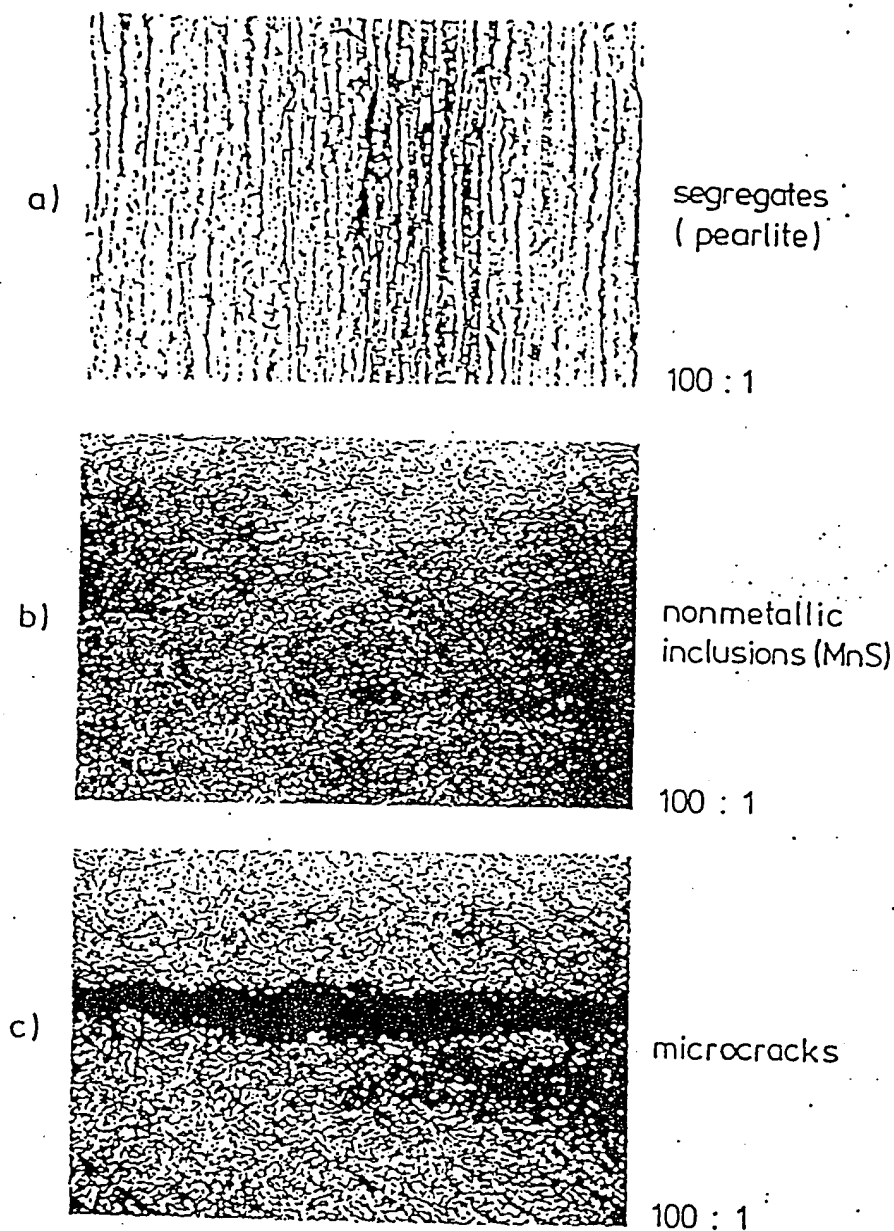 a)
segregates
( pearlite)
100 : 1
b)
nonmetallic
inclusions (MnS)
100 : 1
c)
microcracks
100 : 1